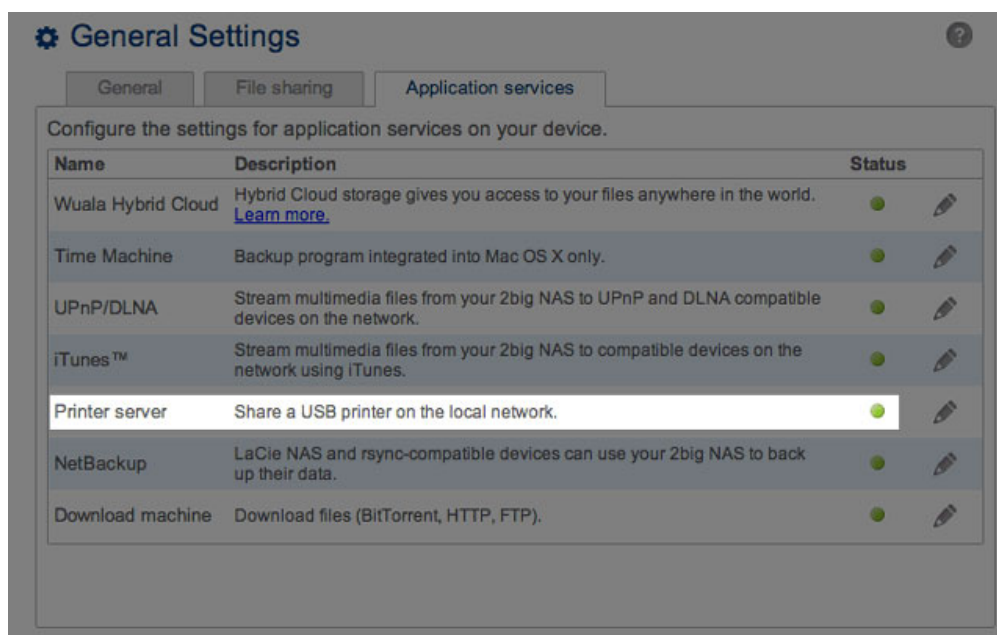 General Settings
?
General File sharing Application services
Configure the settings for application services on your device.
Name Description Status
Wuala Hybrid Cloud Hybrid Cloud storage gives you access to your files anywhere in the world.
Learn more.
Time Machine Backup program integrated into Mac OS X only.
UPnP/DLNA Stream multimedia files from your 2big NAS to UPnP and DLNA compatible
devices on the network.
iTunes™ Stream multimedia files from your 2big NAS to compatible devices on the
network using iTunes.
Printer server Share a USB printer on the local network.
NetBackup LaCie NAS and rsync-compatible devices can use your 2big NAS to back
up their data.
Download machine Download files (BitTorrent, HTTP, FTP).